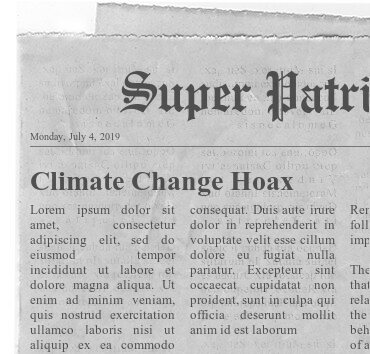 Super Patri
Monday, July 4, 2019
Climate Change Hoax
Lorem ipsum dolor sit
amet, consectetur
adipiscing elit, sed do
eiusmod tempor
incididunt ut labore et
dolore magna aliqua. Ut
enim ad minim veniam,
quis nostrud exercitation
ullamco laboris nisi ut
aliquip ex ea commodo
consequat. Duis aute irure
dolor in reprehenderit in
voluptate velit esse cillum
dolore eu fugiat nulla
pariatur. Excepteur sint
occaecat cupidatat non
proident, sunt in culpa qui
officia deserunt mollit
anim id est laborum
Rer
foll
imp
The
that
rela
the
beh
of a